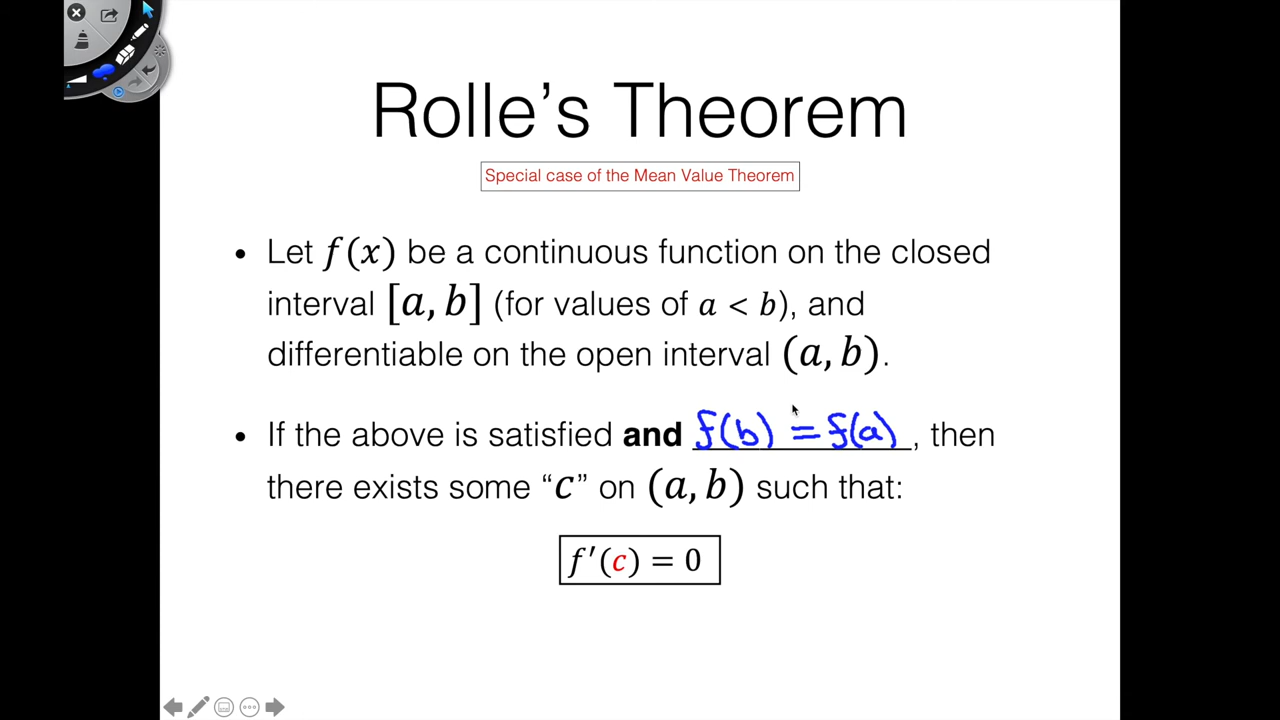 Rolle's Theorem
Special case of the Mean Value Theorem
• Let f(x) be a continuous function on the closed
interval [a, b] (for values of a < b), and
differentiable on the open interval (a, b).
• If the above is satisfied and f(b) = f(a), then
there exists some “c” on (a, b) such that:
f′(c) = 0